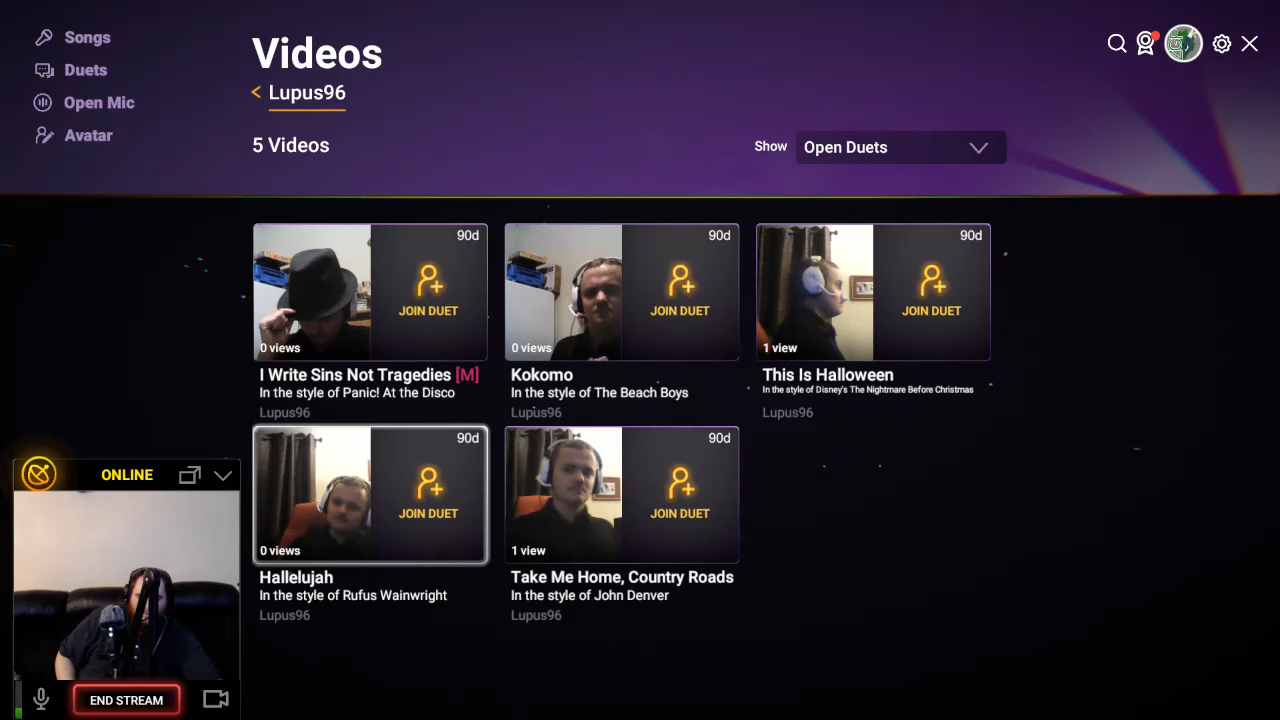 Songs
Duets
Open Mic
Avatar
Videos
< Lupus96
5 Videos
Show
Open Duets
90d
JOIN DUET
0 views
I Write Sins Not Tragedies [M]
In the style of Panic! At the Disco
Lupus96
90d
JOIN DUET
0 views
Kokomo
In the style of The Beach Boys
Lupus96
90d
JOIN DUET
1 view
This Is Halloween
In the style of Disney's The Nightmare Before Christmas
Lupus96
90d
JOIN DUET
0 views
Hallelujah
In the style of Rufus Wainwright
Lupus96
90d
JOIN DUET
1 view
Take Me Home, Country Roads
In the style of John Denver
Lupus96
ONLINE
END STREAM